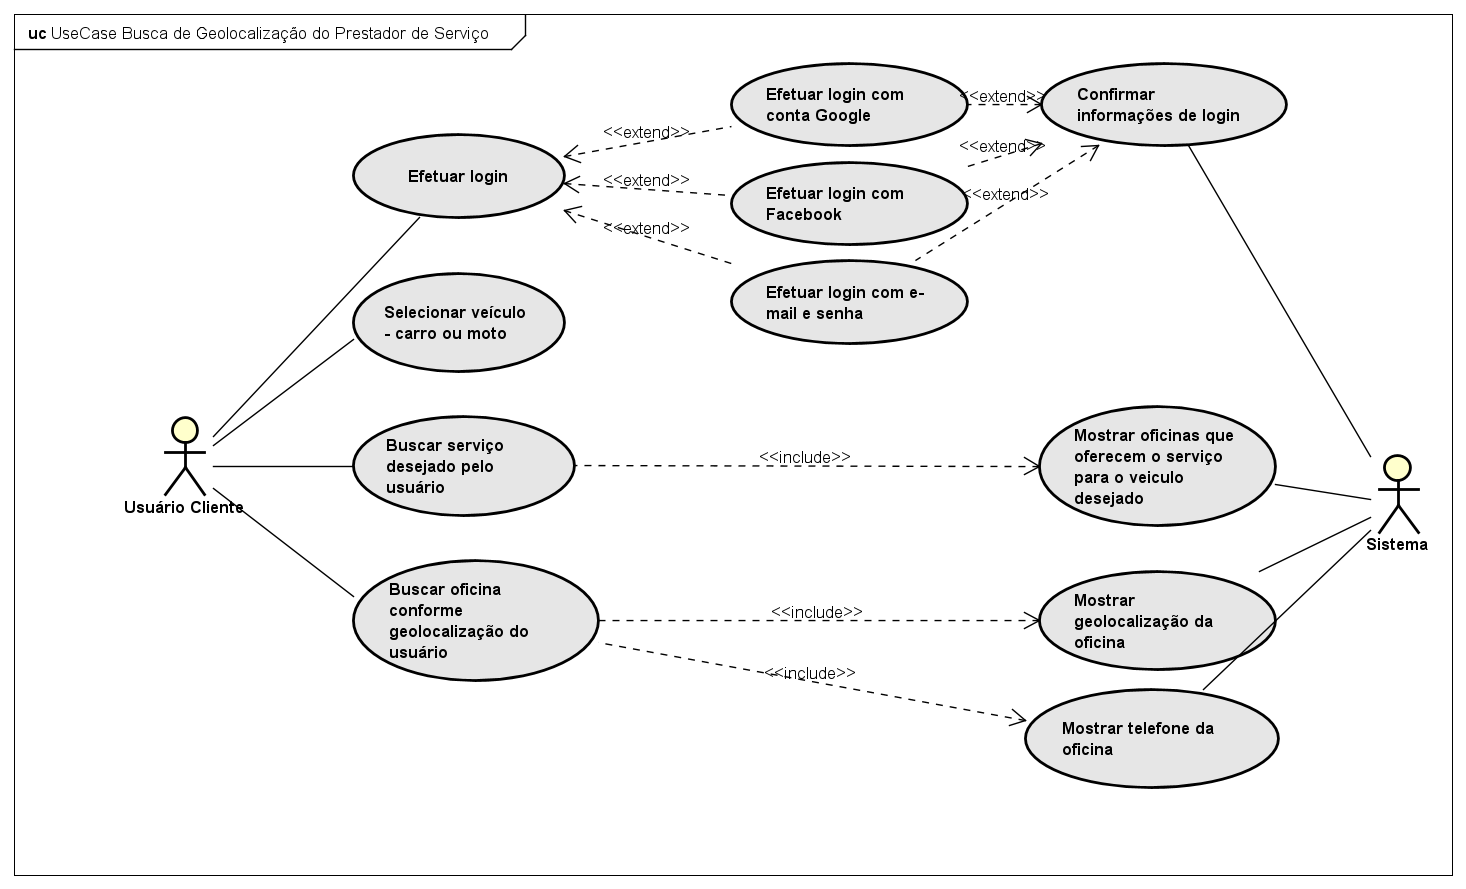 uc UseCase Busca de Geolocalização do Prestador de Serviço
Efetuar login com
conta Google
<<extend>>
Confirmar
informações de login
<<extend>>
Efetuar login
<<extend>>
<<extend>>
Efetuar login com
Facebook
<<extend>>
<<extend>>
Efetuar login com e-
mail e senha
Selecionar veículo
- carro ou moto
Buscar serviço
desejado pelo
usuário
<<include>>
Mostrar oficinas que
oferecem o serviço
para o veiculo
desejado
Usuário Cliente
Sistema
Buscar oficina
conforme
geolocalização do
usuário
<<include>>
Mostrar
geolocalização da
oficina
<<include>>
Mostrar telefone da
oficina